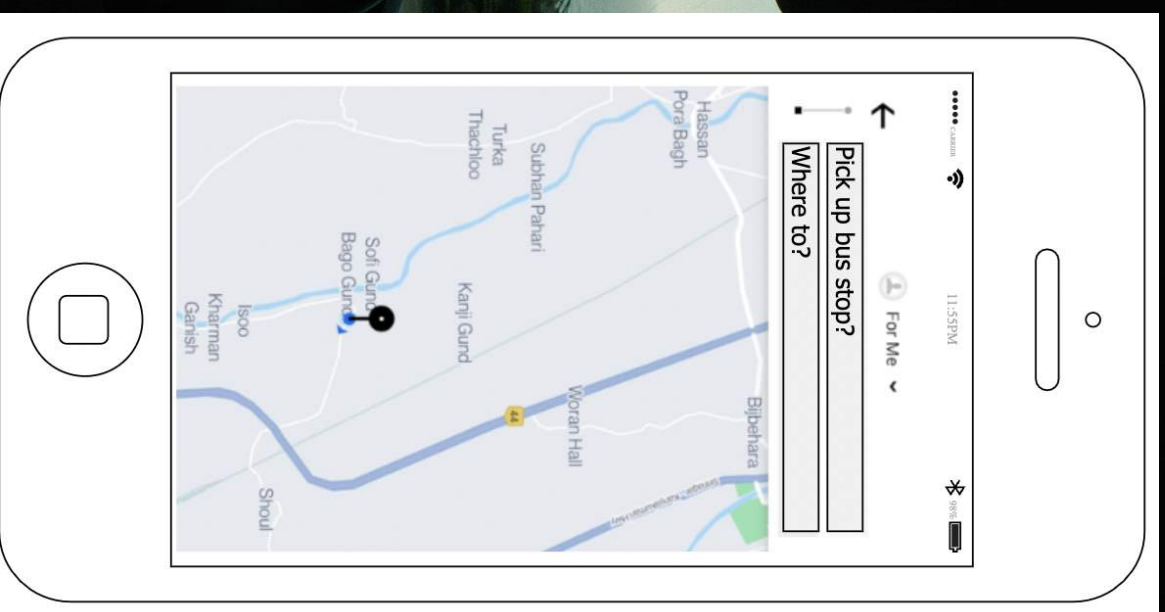 CARRIER 11:55PM 98%
For Me
Pick up bus stop?
Where to?
Hassan
Pora Bagh
Bijbehara
Subhan Pahari
Turka
Thachloo
Woran Hall
44
Kanji Gund
Sofi Gund
Bago Gund
Isoo
Kharman
Ganish
Shoul